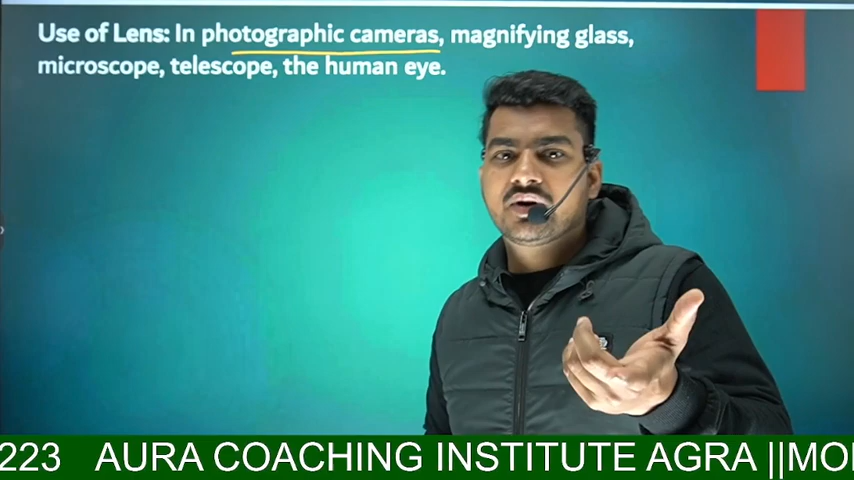 Use of Lens: In photographic cameras, magnifying glass,
microscope, telescope, the human eye.
223 AURA COACHING INSTITUTE AGRA ||MO